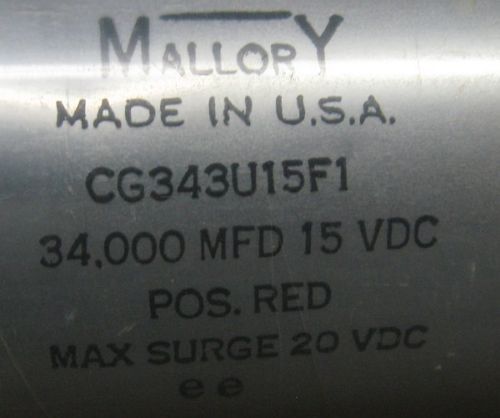 MALLORY
MADE IN U.S.A.
CG343U15F1
34,000 MFD 15 VDC
POS. RED
MAX SURGE 20 VDC
e e